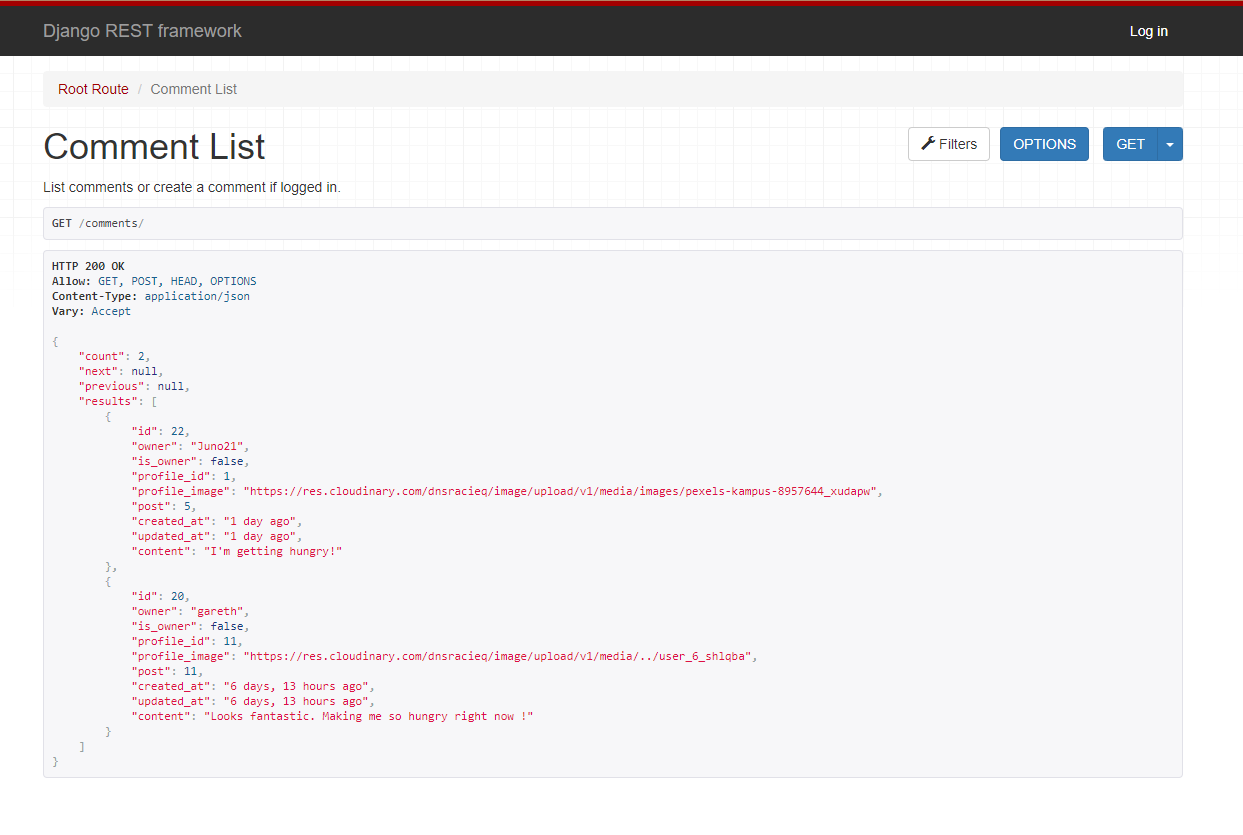 Django REST framework
Log in
Root Route / Comment List
Comment List
Filters
OPTIONS
GET
List comments or create a comment if logged in.
GET /comments/
HTTP 200 OK
Allow: GET, POST, HEAD, OPTIONS
Content-Type: application/json
Vary: Accept
{
    "count": 2,
    "next": null,
    "previous": null,
    "results": [
        {
            "id": 22,
            "owner": "Juno21",
            "is_owner": false,
            "profile_id": 1,
            "profile_image": "https://res.cloudinary.com/dnsracieq/image/upload/v1/media/images/pexels-kampus-8957644_xudapw",
            "post": 5,
            "created_at": "1 day ago",
            "updated_at": "1 day ago",
            "content": "I'm getting hungry!"
        },
        {
            "id": 20,
            "owner": "gareth",
            "is_owner": false,
            "profile_id": 11,
            "profile_image": "https://res.cloudinary.com/dnsracieq/image/upload/v1/media/../user_6_shlqba",
            "post": 11,
            "created_at": "6 days, 13 hours ago",
            "updated_at": "6 days, 13 hours ago",
            "content": "Looks fantastic. Making me so hungry right now !"
        }
    ]
}